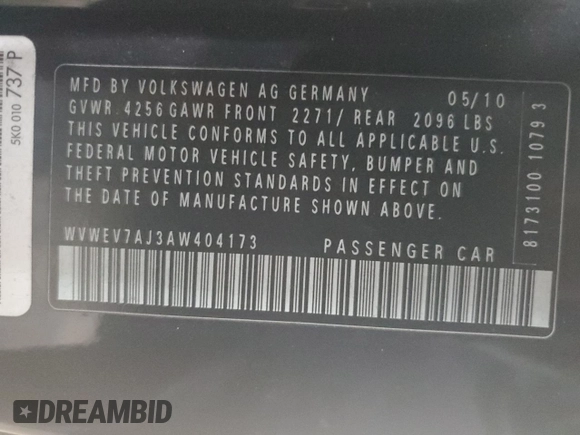 MFD BY VOLKSWAGEN AG GERMANY 05/10
GVWR. 4256 GAWR FRONT 2271/ REAR 2096 LBS
THIS VEHICLE CONFORMS TO ALL APPLICABLE U.S.
FEDERAL MOTOR VEHICLE SAFETY, BUMPER AND
THEFT PREVENTION STANDARDS IN EFFECT ON
THE DATE OF MANUFACTURE SHOWN ABOVE.
WVWEV7AJ3AW404173 PASSENGER CAR
8173100 1079 3
5K0 010 737 P
DREAMBID